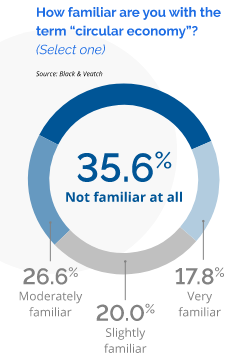 How familiar are you with the
term “circular economy”?
(Select one)
Source: Black & Veatch
35.6%
Not familiar at all
26.6%
Moderately
familiar
20.0%
Slightly
familiar
17.8%
Very
familiar